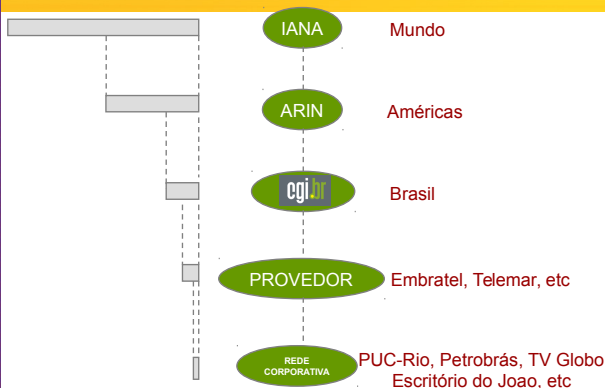 IANA Mundo
ARIN Américas
cgi.br Brasil
PROVEDOR Embratel, Telemar, etc
REDE
CORPORATIVA
PUC-Rio, Petrobrás, TV Globo
Escritório do Joao, etc